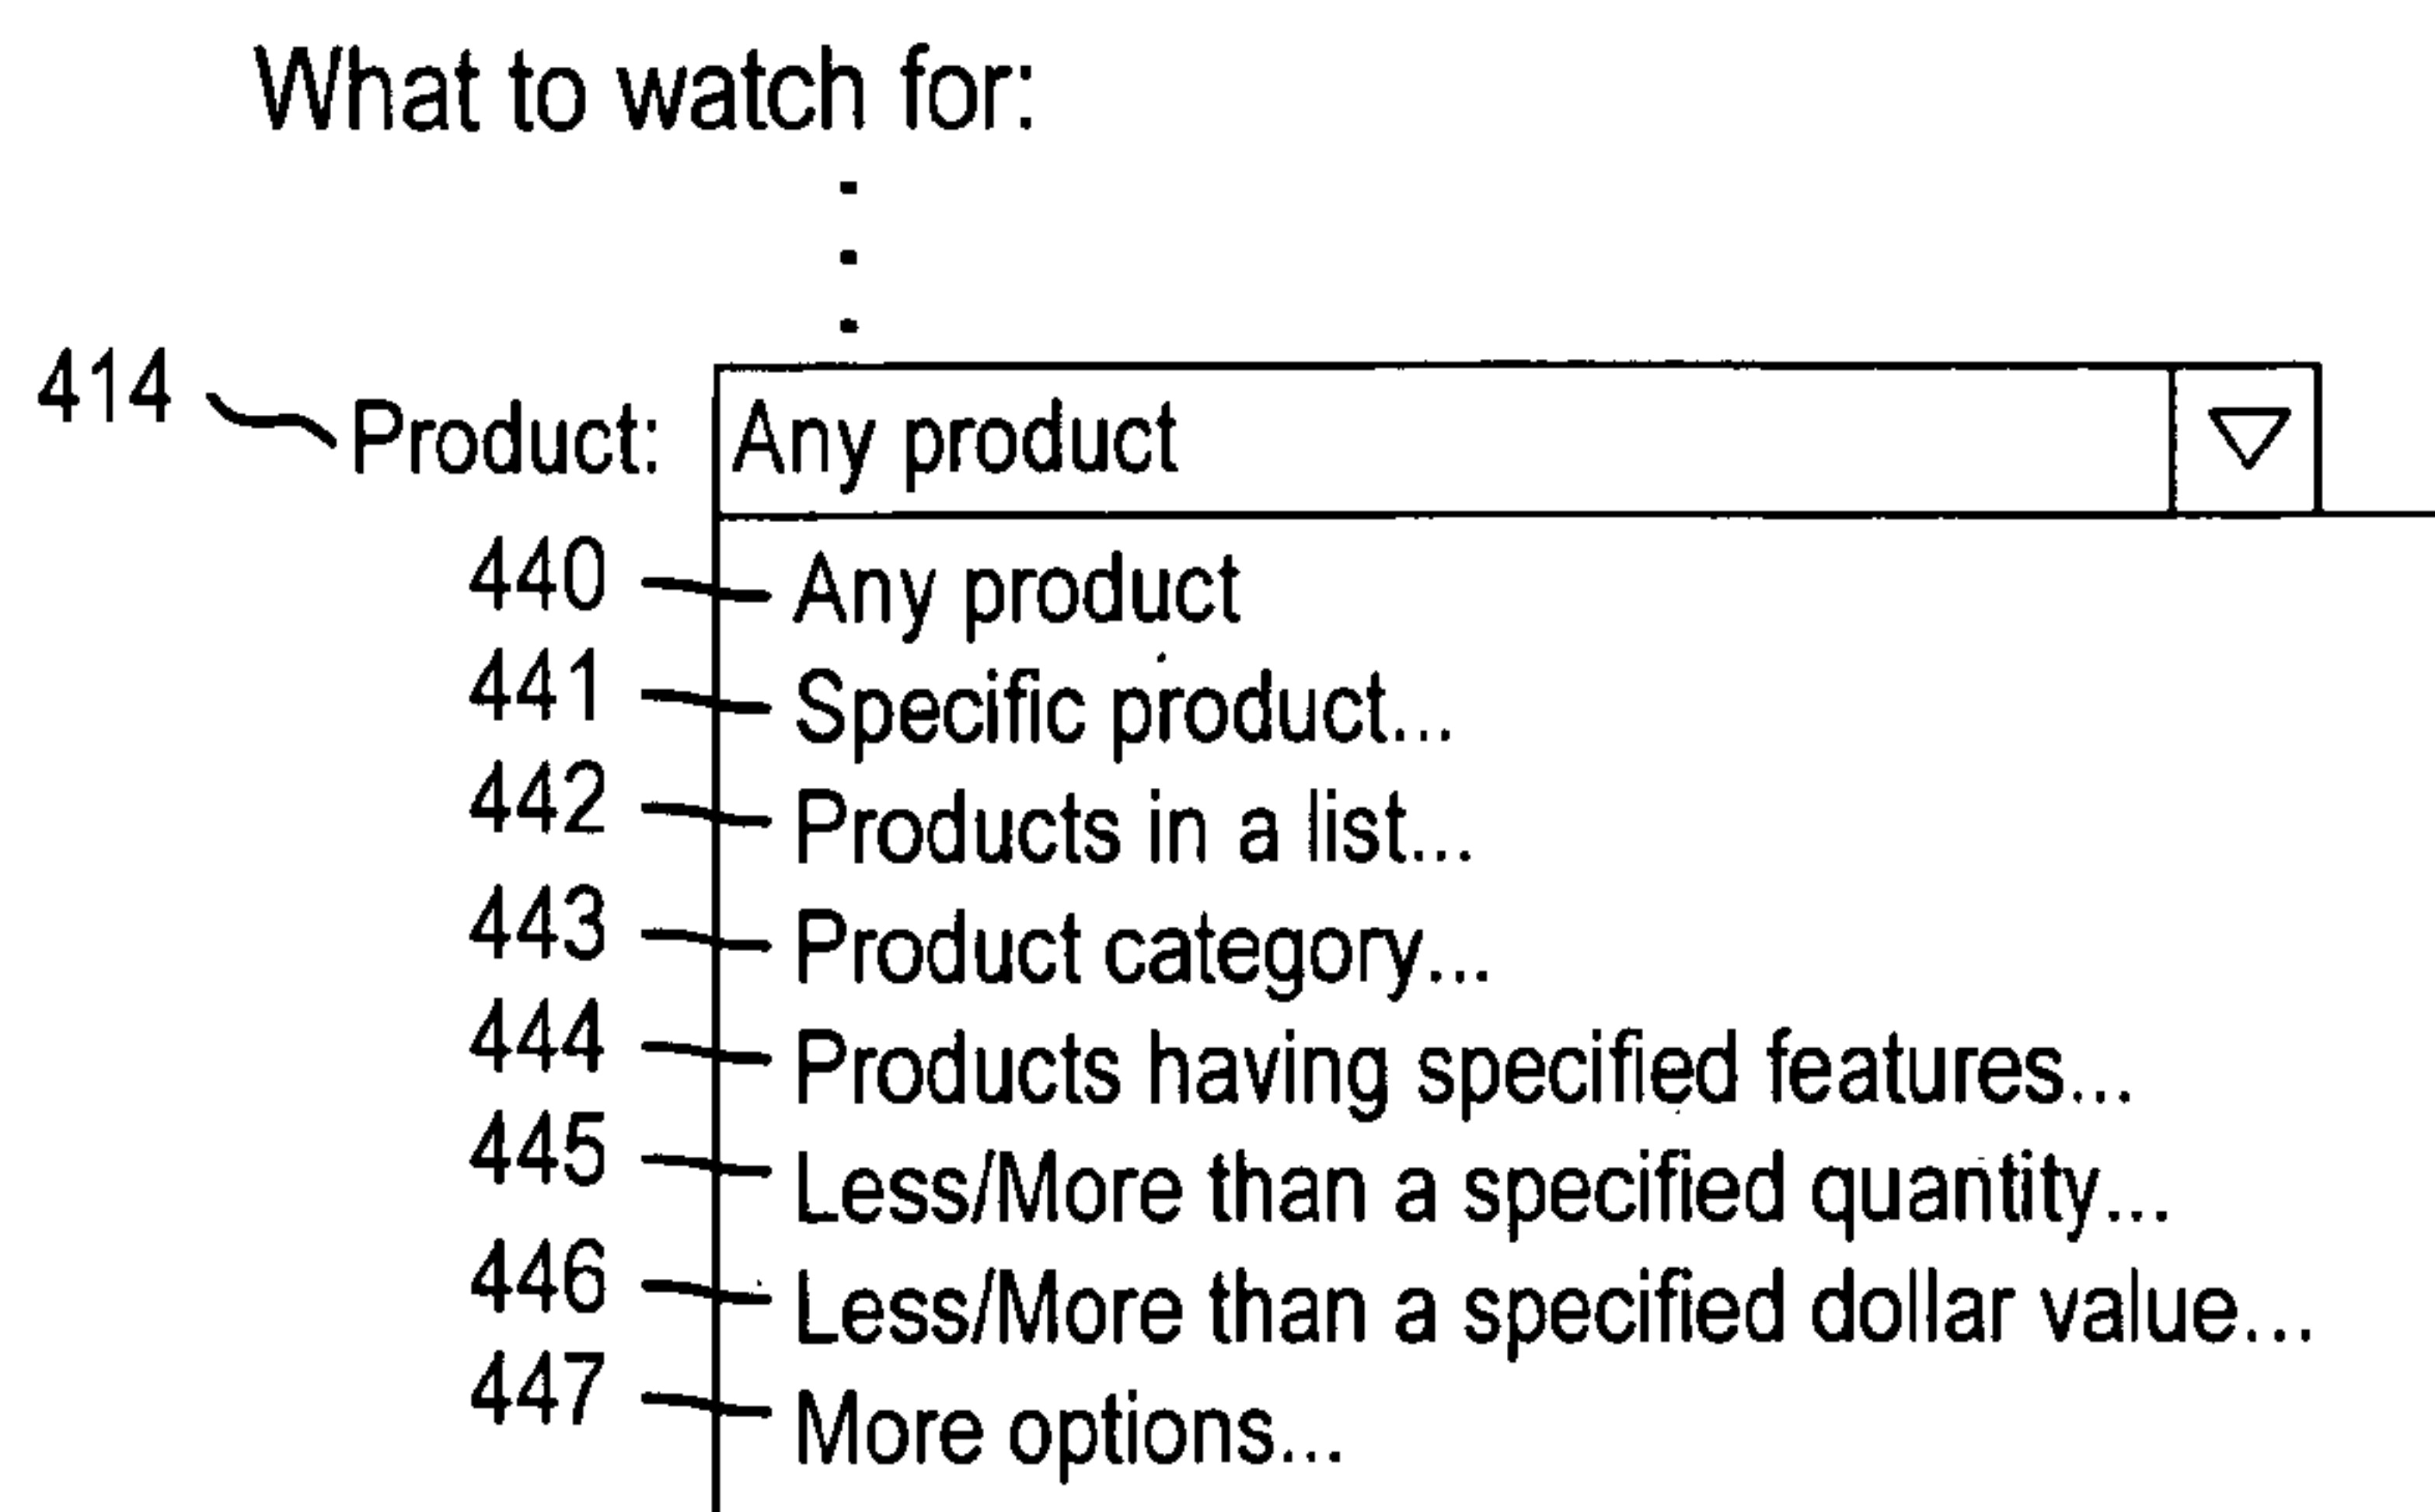 What to watch for:
414 Product: Any product
440 Any product
441 Specific product...
442 Products in a list...
443 Product category...
444 Products having specified features...
445 Less/More than a specified quantity...
446 Less/More than a specified dollar value...
447 More options...